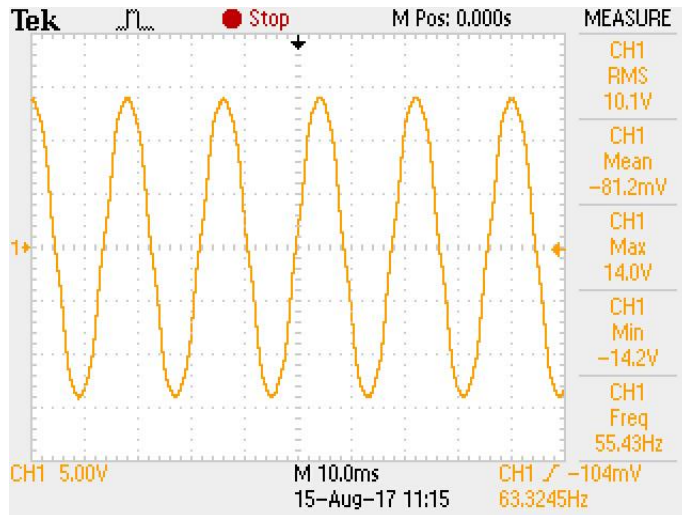 Tek Stop M Pos: 0.000s MEASURE
CH1
RMS
10.1V
CH1
Mean
-81.2mV
1
CH1
Max
14.0V
CH1
Min
-14.2V
CH1
Freq
55.43Hz
CH1 5.00V M 10.0ms CH1 -104mV
15-Aug-17 11:15 63.3245Hz